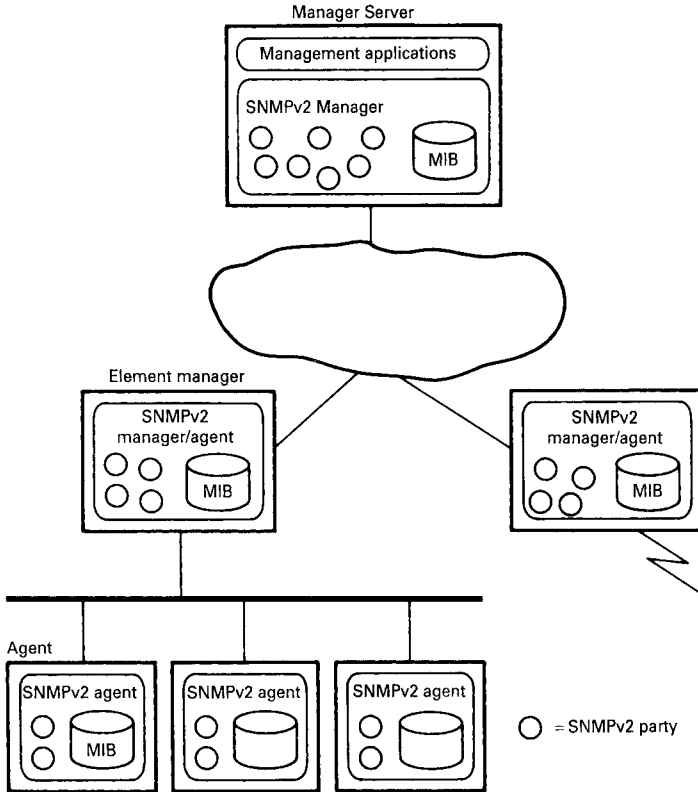 Manager Server
Management applications
SNMPv2 Manager
MIB
Element manager
SNMPv2
manager/agent
MIB
SNMPv2
manager/agent
MIB
Agent
SNMPv2 agent
MIB
SNMPv2 agent
SNMPv2 agent
= SNMPv2 party